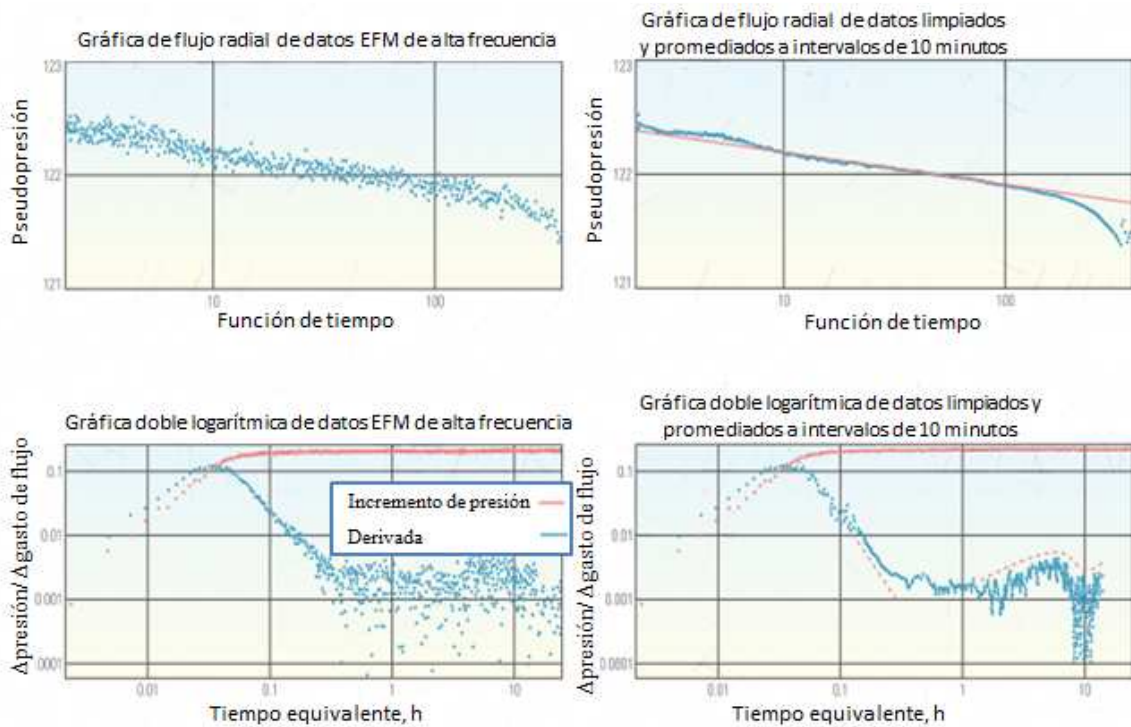 Gráfica de flujo radial de datos EFM de alta frecuencia
Pseudopresión
123
122
121
10
100
Función de tiempo
Gráfica de flujo radial de datos limpiados
y promediados a intervalos de 10 minutos
Pseudopresión
123
122
121
10
100
Función de tiempo
Gráfica doble logarítmica de datos EFM de alta frecuencia
Δpresión/ Δgasto de flujo
0.1
0.01
0.001
0.0001
0.01
0.1
1
10
Tiempo equivalente, h
Incremento de presión
Derivada
Gráfica doble logarítmica de datos limpiados y
promediados a intervalos de 10 minutos
Δpresión/ Δgasto de flujo
0.1
0.01
0.001
0.0001
0.01
0.1
1
10
Tiempo equivalente, h